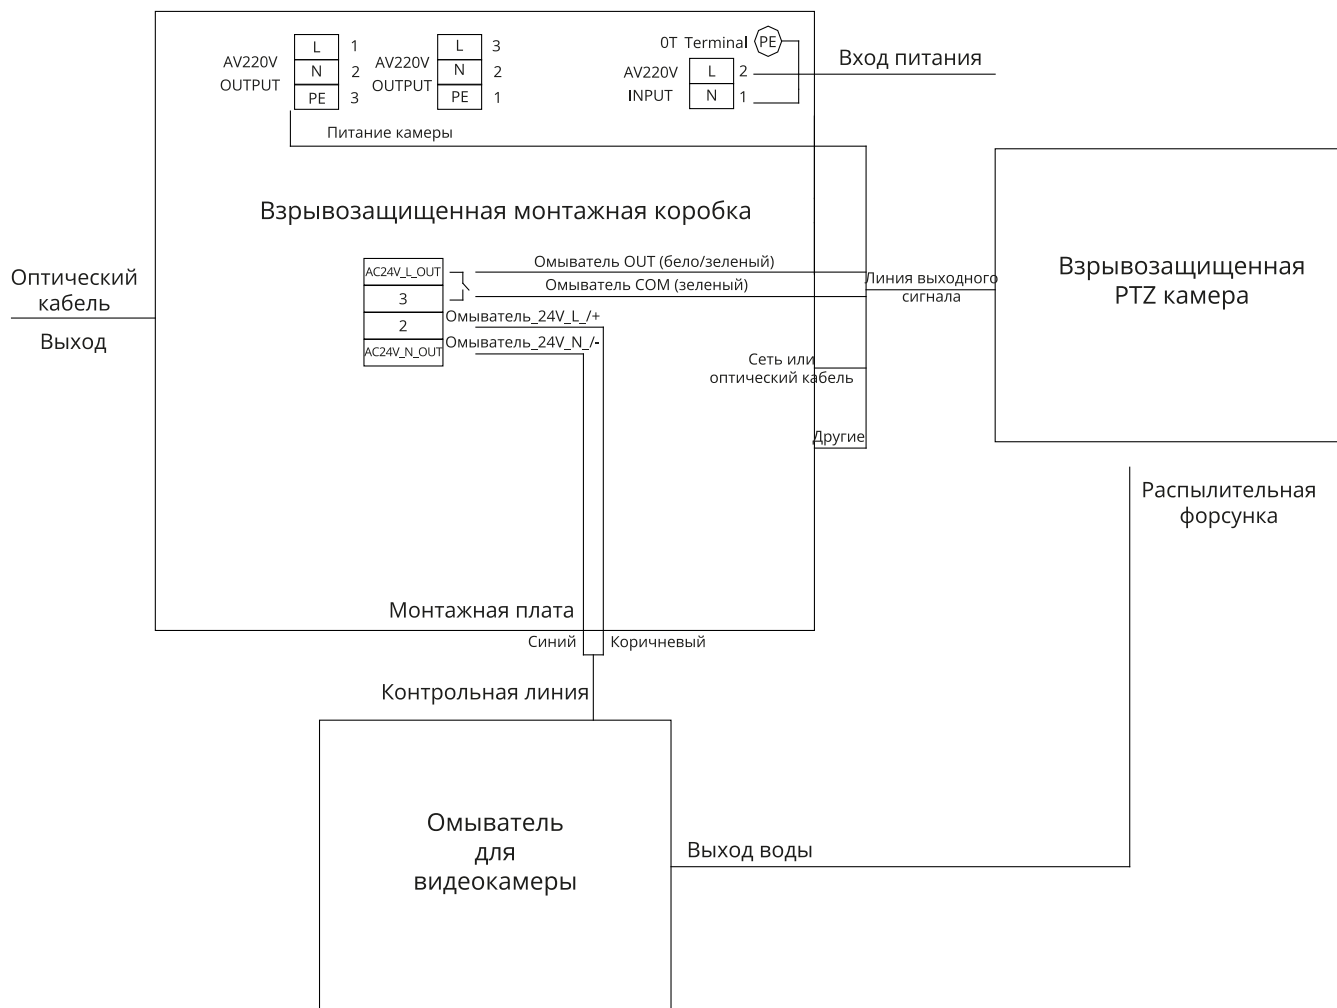 L 1
AV220V
N 2
OUTPUT
PE 3
L 3
AV220V
N 2
OUTPUT
PE 1
0T Terminal PE
AV220V
L 2
INPUT
N 1
Вход питания
Питание камеры
Взрывозащищенная монтажная коробка
Оптический
кабель
Выход
AC24V_L_OUT
3
2
AC24V_N_OUT
Омыватель OUT (бело/зеленый)
Омыватель COM (зеленый)
Омыватель_24V_L_/+
Омыватель_24V_N_/-
Линия выходного
сигнала
Взрывозащищенная
PTZ камера
Сеть или
оптический кабель
Другие
Распылительная
форсунка
Монтажная плата
Синий
Коричневый
Контрольная линия
Омыватель
для
видеокамеры
Выход воды